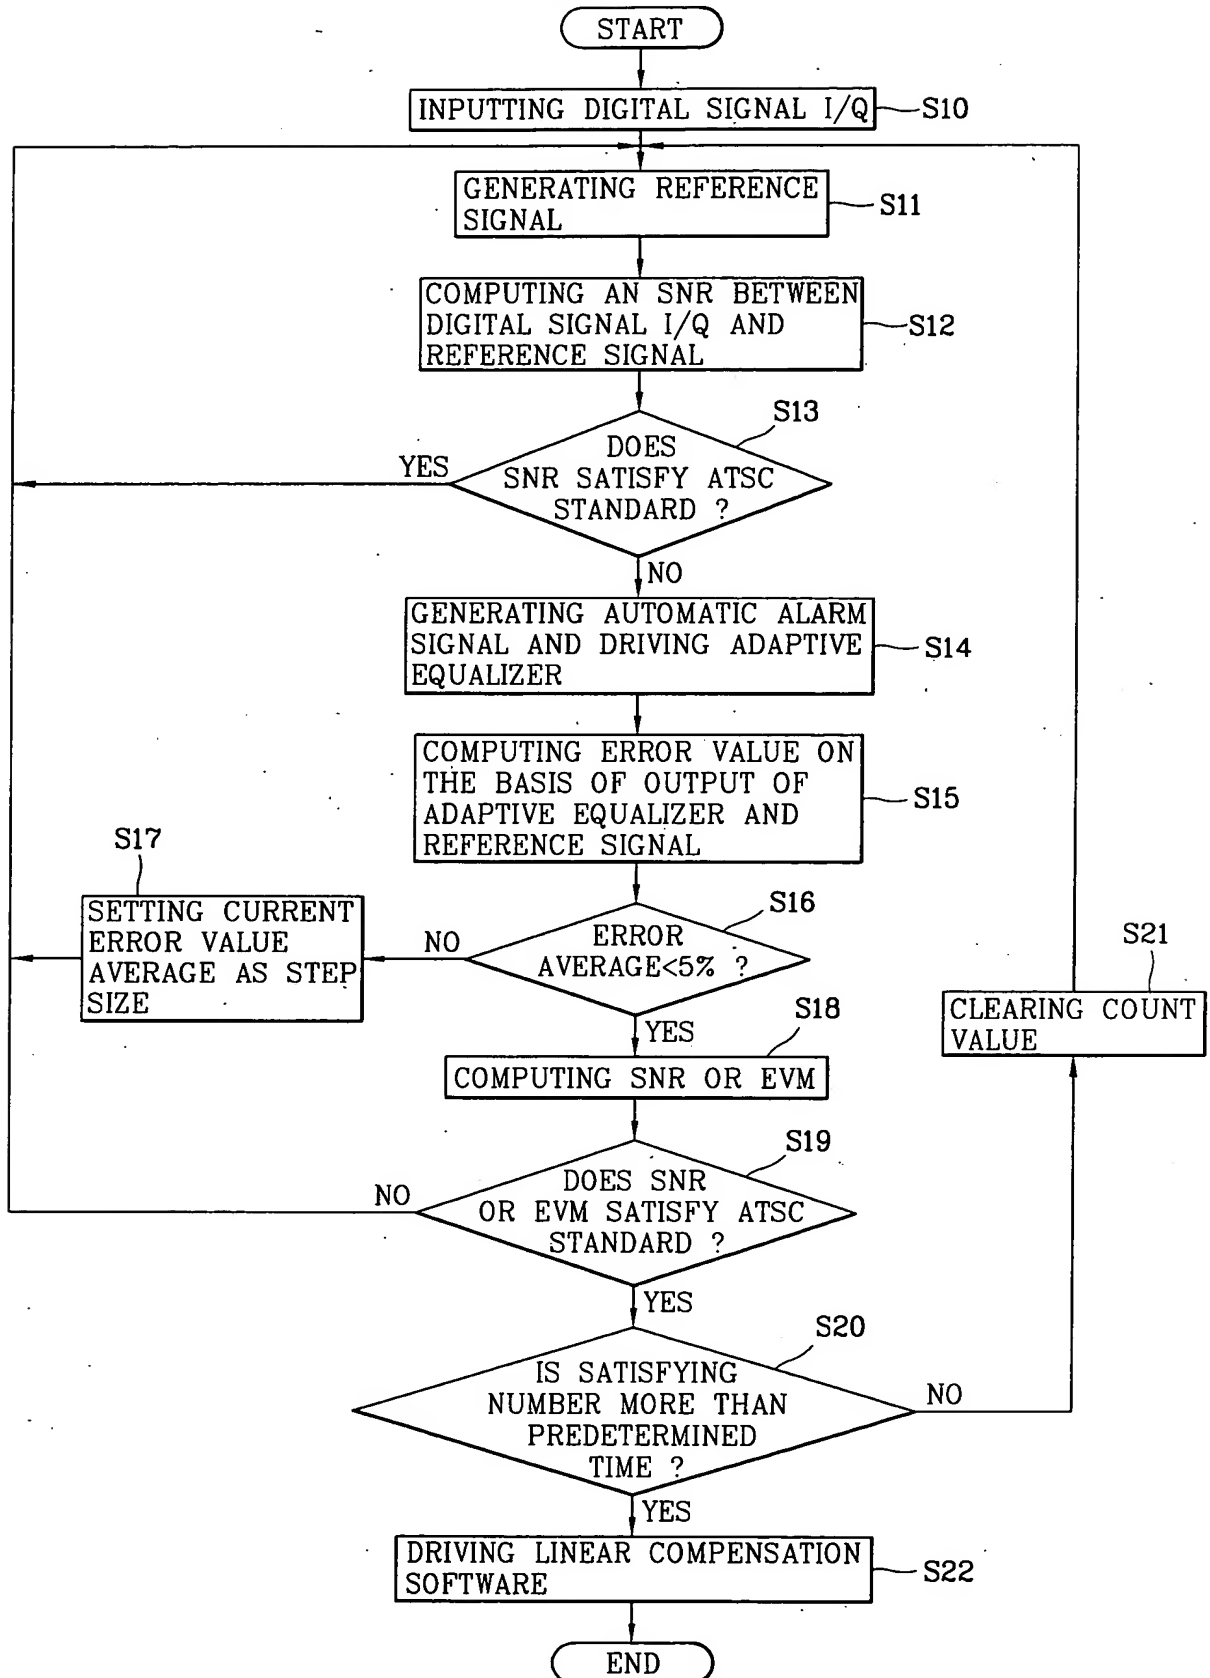 START
INPUTTING DIGITAL SIGNAL I/Q
S10
GENERATING REFERENCE
SIGNAL
S11
COMPUTING AN SNR BETWEEN
DIGITAL SIGNAL I/Q AND
REFERENCE SIGNAL
S12
S13
DOES
SNR SATISFY ATSC
STANDARD ?
YES
NO
GENERATING AUTOMATIC ALARM
SIGNAL AND DRIVING ADAPTIVE
EQUALIZER
S14
COMPUTING ERROR VALUE ON
THE BASIS OF OUTPUT OF
ADAPTIVE EQUALIZER AND
REFERENCE SIGNAL
S15
S16
ERROR
AVERAGE<5% ?
NO
S17
SETTING CURRENT
ERROR VALUE
AVERAGE AS STEP
SIZE
YES
S18
COMPUTING SNR OR EVM
S19
DOES SNR
OR EVM SATISFY ATSC
STANDARD ?
NO
YES
S20
IS SATISFYING
NUMBER MORE THAN
PREDETERMINED
TIME ?
NO
S21
CLEARING COUNT
VALUE
YES
DRIVING LINEAR COMPENSATION
SOFTWARE
S22
END